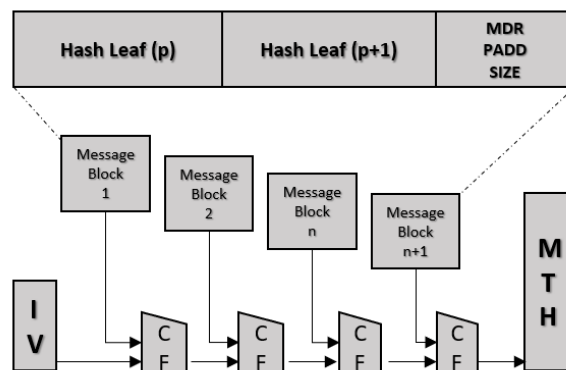 Hash Leaf (p)
Hash Leaf (p+1)
MDR
PADD
SIZE
Message
Block
1
Message
Block
2
Message
Block
n
Message
Block
n+1
M
T
H
I
V
C
F
C
F
C
F
C
F